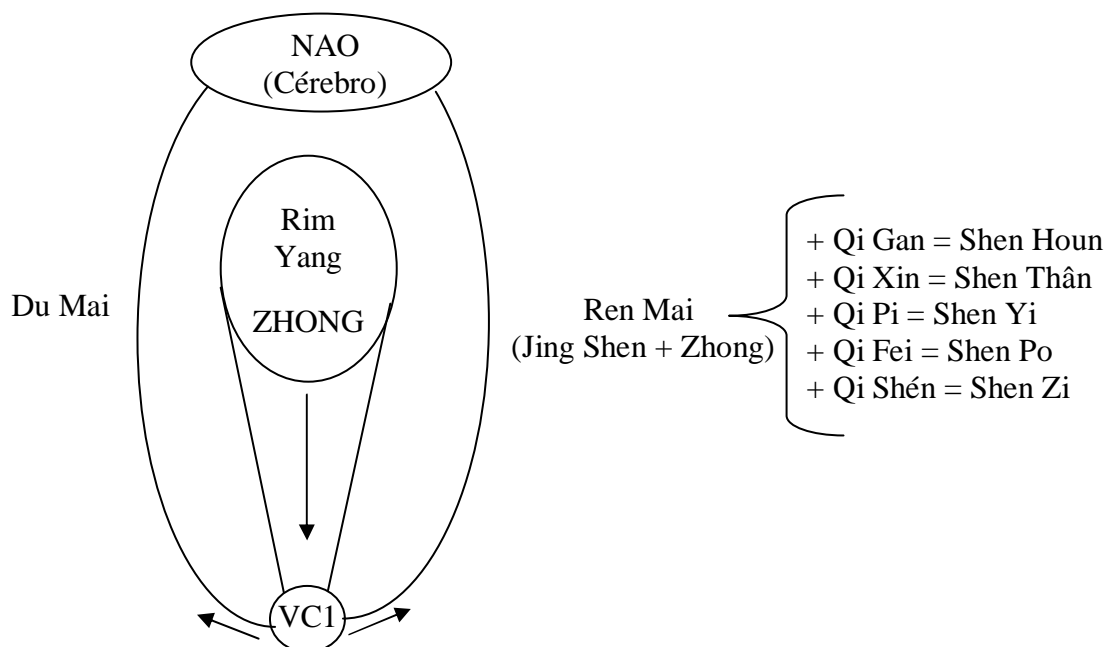 NAO
(Cérebro)
Rim
Yang
ZHONG
Du Mai
VC1
Ren Mai
(Jing Shen + Zhong)
+ Qi Gan = Shen Houn
+ Qi Xin = Shen Thân
+ Qi Pi = Shen Yi
+ Qi Fei = Shen Po
+ Qi Shén = Shen Zi